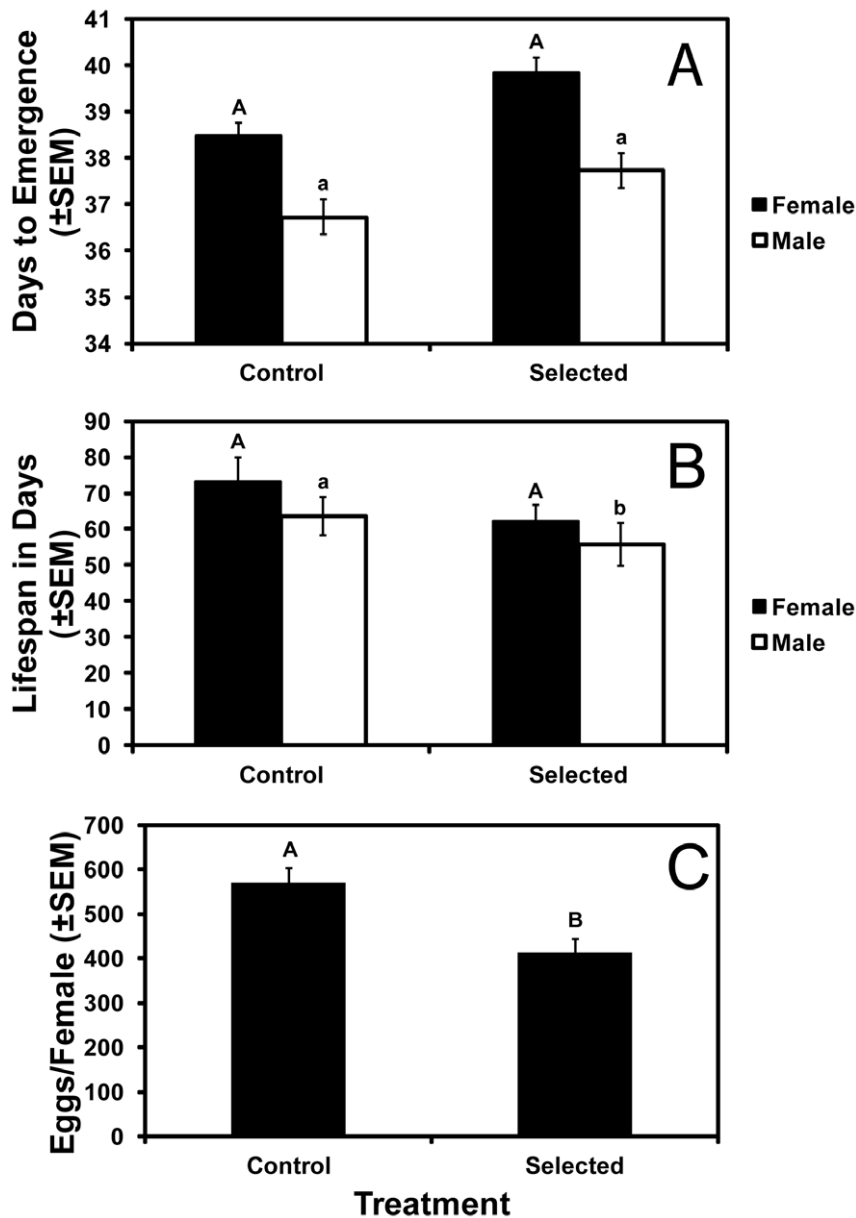 41
40
39
38
37
36
35
34
Days to Emergence
(±SEM)
A
a
A
a
A
Female
Male
Control
Selected
90
80
70
60
50
40
30
20
10
0
Lifespan in Days
(±SEM)
A
a
A
b
B
Female
Male
Control
Selected
700
600
500
400
300
200
100
0
Eggs/Female (±SEM)
A
B
C
Control
Selected
Treatment